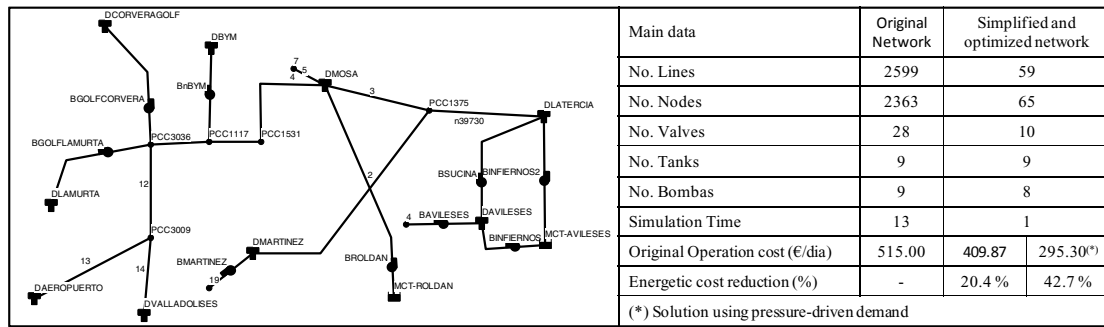 DCORVERAGOLF
DBYM
7
5
4
DMOSA
BnBYM
3
BGOLFCORVERA
PCC1375
DLATERCIA
n39730
PCC3036
PCC1117
PCC1531
BGOLFLAMURTA
2
BSUCINA
BINFIERNOS2
12
DLAMURTA
4
BAVILESES
DAVILESES
PCC3009
DMARTINEZ
BINFIERNOS
MCT-AVILESES
13
14
BMARTINEZ
19
BROLDAN
DAEROPUERTO
DVALLADOLISES
MCT-ROLDAN
Main data Original Network Simplified and optimized network
No. Lines 2599 59
No. Nodes 2363 65
No. Valves 28 10
No. Tanks 9 9
No. Bombas 9 8
Simulation Time 13 1
Original Operation cost (€/dia) 515.00 409.87 295.30(*)
Energetic cost reduction (%) - 20.4 % 42.7 %
(*) Solution using pressure-driven demand